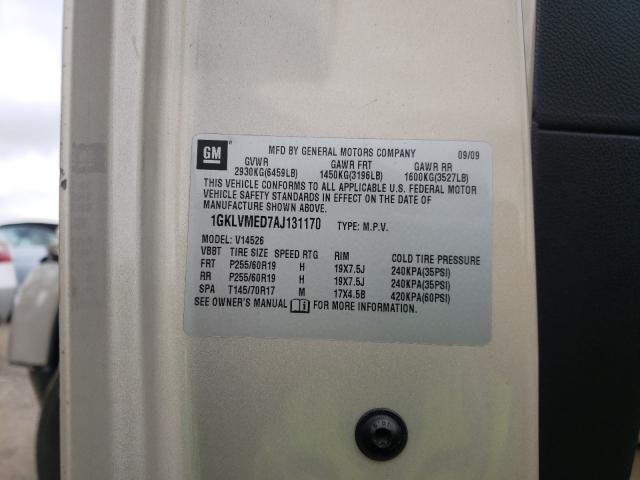 GM MFD BY GENERAL MOTORS COMPANY 09/09
GVWR GAWR FRT GAWR RR
2930KG(6459LB) 1450KG(3196LB) 1600KG(3527LB)
THIS VEHICLE CONFORMS TO ALL APPLICABLE U.S. FEDERAL MOTOR
VEHICLE SAFETY STANDARDS IN EFFECT ON THE DATE OF
MANUFACTURE SHOWN ABOVE.
1GKLVMED7AJ131170 TYPE: M.P.V.
MODEL: V14526
VBBT TIRE SIZE SPEED RTG RIM COLD TIRE PRESSURE
FRT P255/60R19 H 19X7.5J 240KPA(35PSI)
RR P255/60R19 H 19X7.5J 240KPA(35PSI)
SPA T145/70R17 M 17X4.5B 420KPA(60PSI)
SEE OWNER'S MANUAL FOR MORE INFORMATION.